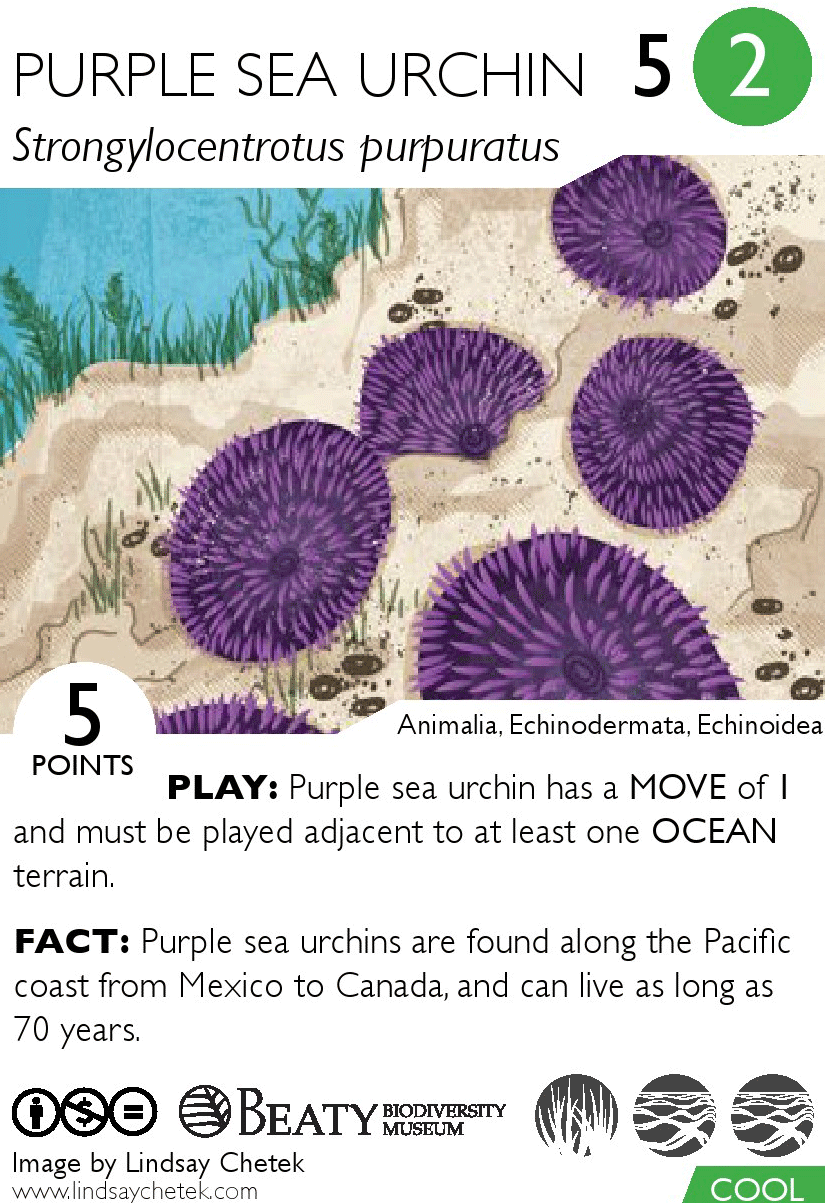 PURPLE SEA URCHIN 5 2
Strongylocentrotus purpuratus
5
POINTS
Animalia, Echinodermata, Echinoidea
PLAY: Purple sea urchin has a MOVE of 1
and must be played adjacent to at least one OCEAN
terrain.
FACT: Purple sea urchins are found along the Pacific
coast from Mexico to Canada, and can live as long as
70 years.
BEATY BIODIVERSITY
MUSEUM
Image by Lindsay Chetek
www.lindsaychetek.com
COOL